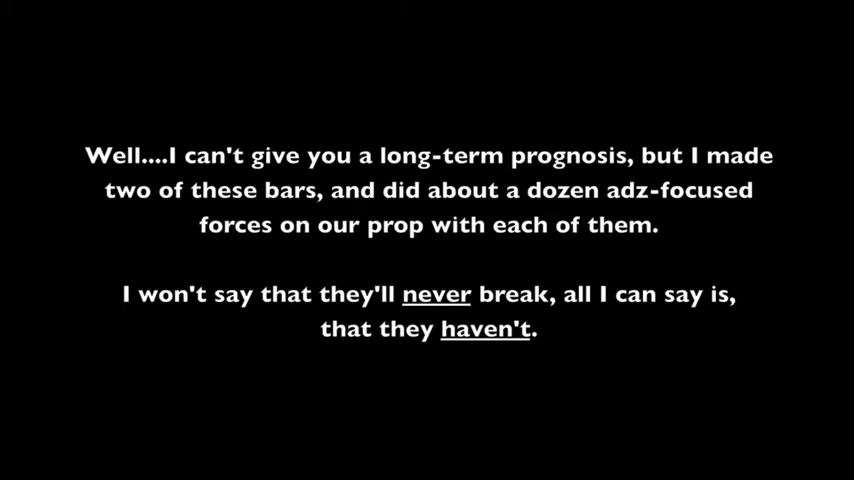 Well....I can't give you a long-term prognosis, but I made
two of these bars, and did about a dozen adz-focused
forces on our prop with each of them.
I won't say that they'll never break, all I can say is,
that they haven't.